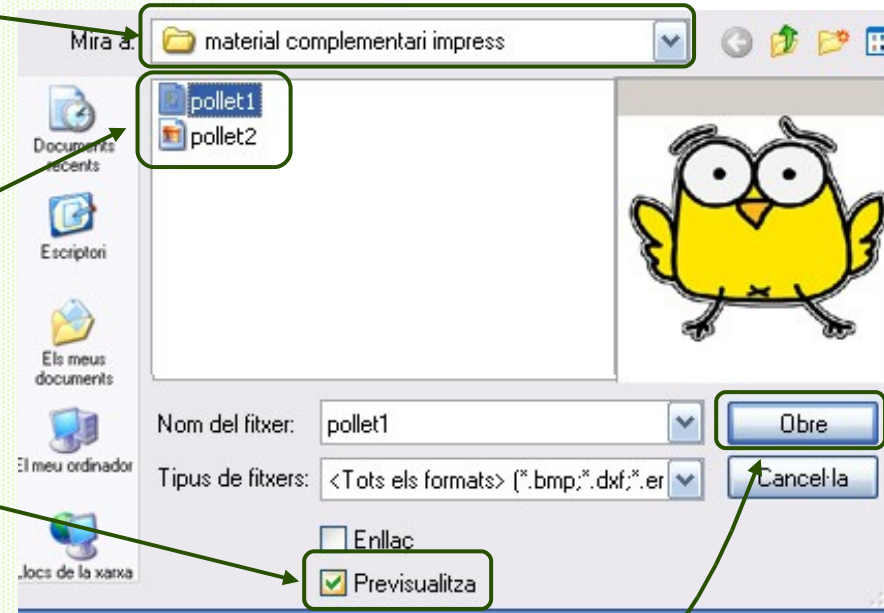 Mira a:
material complementari impress
pollet1
pollet2
Documents
recents
Escriptori
Els meus
documents
El meu ordinador
Llocs de la xarxa
Nom del fitxer:
pollet1
Obre
Tipus de fitxers:
<Tots els formats> (*.bmp;*.dxf;*.er
Cancel·la
Enllaç
Previsualitza